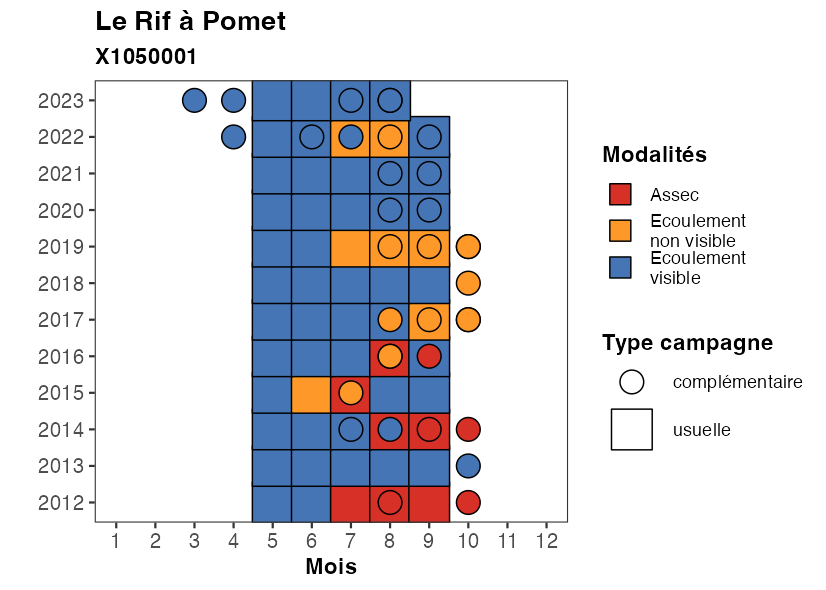 Le Rif à Pomet
X1050001
2023
2022
2021
2020
2019
2018
2017
2016
2015
2014
2013
2012
1 2 3 4 5 6 7 8 9 10 11 12
Mois
Modalités
Assec
Ecoulement
non visible
Ecoulement
visible
Type campagne
complémentaire
usuelle